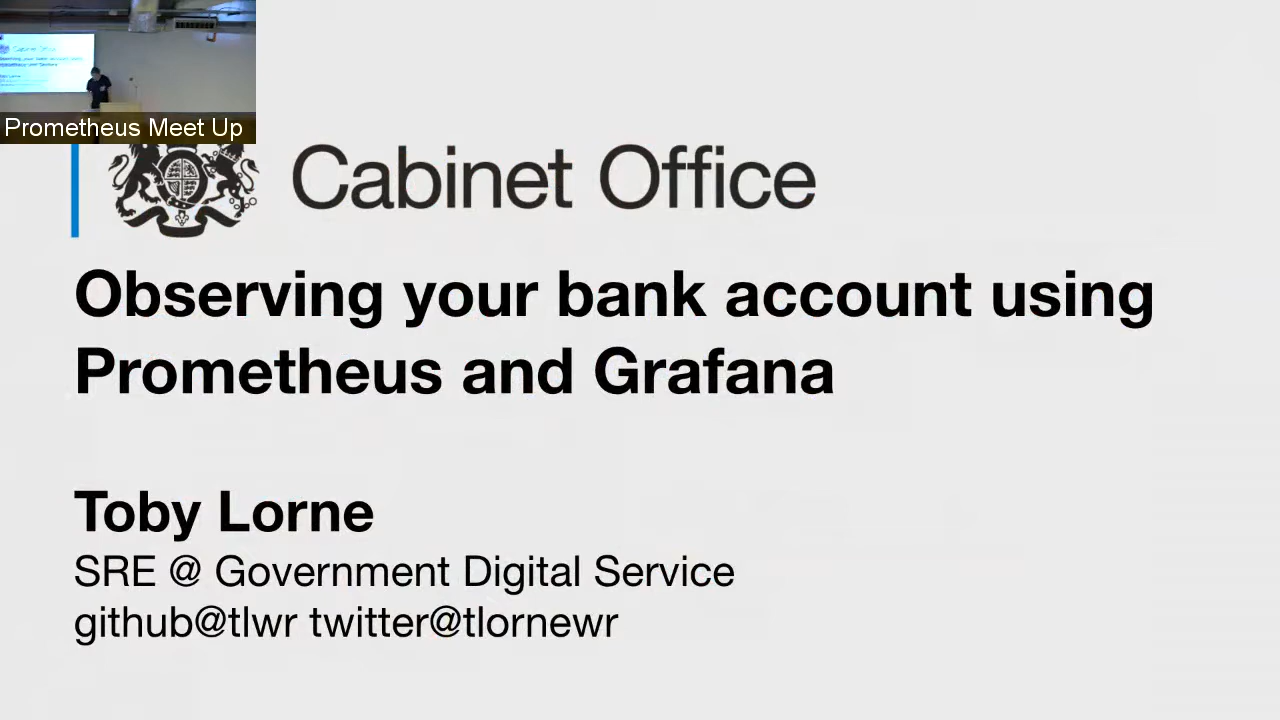 Prometheus Meet Up
Cabinet Office
Observing your bank account using
Prometheus and Grafana
Toby Lorne
SRE @ Government Digital Service
github@tlwr twitter@tlornewr